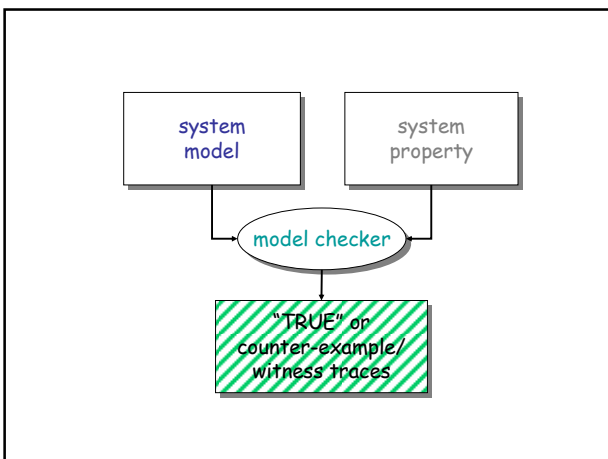 system
model
system
property
model checker
“TRUE” or
counter-example/
witness traces